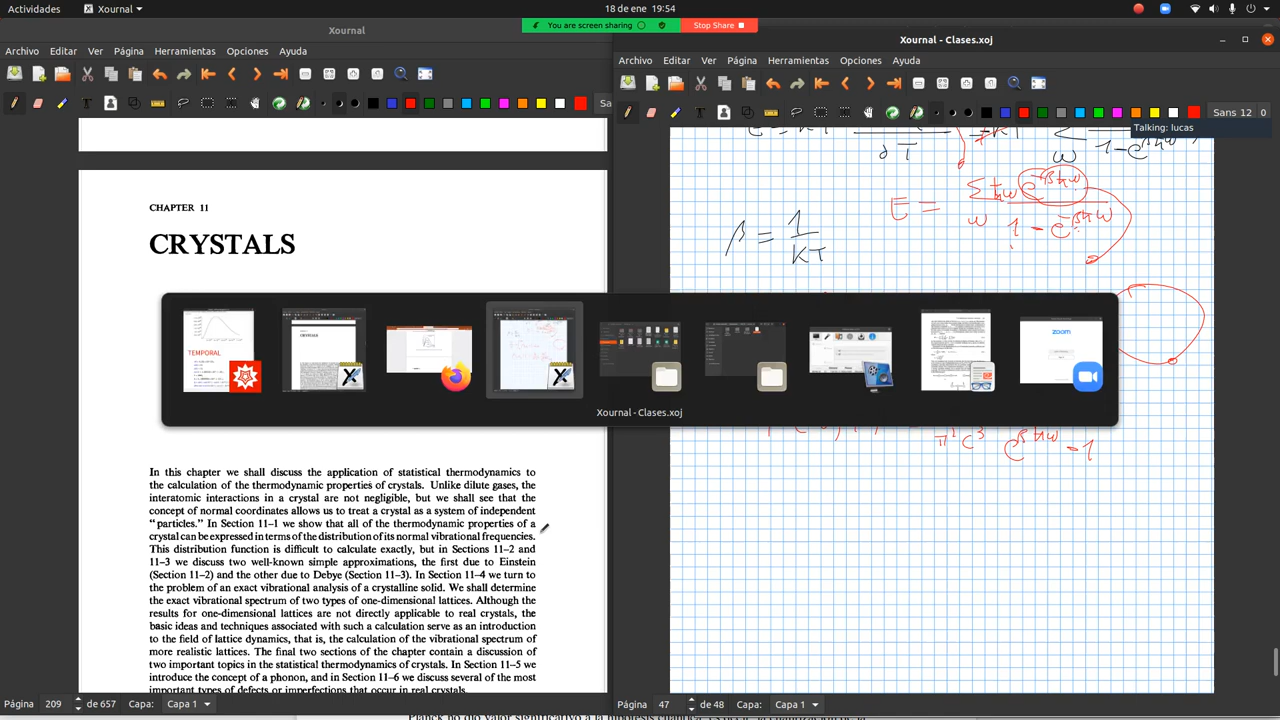 Actividades
Xournal
18 de ene 19:54
You are screen sharing
Stop Share
Xournal
Archivo Editar Ver Página Herramientas Opciones Ayuda
Sa
CHAPTER 11
CRYSTALS
In this chapter we shall discuss the application of statistical thermodynamics to
the calculation of the thermodynamic properties of crystals. Unlike dilute gases, the
interatomic interactions in a crystal are not negligible, but we shall see that the
concept of normal coordinates allows us to treat a crystal as a system of independent
“particles.” In Section 11–1 we show that all of the thermodynamic properties of a
crystal can be expressed in terms of the distribution of its normal vibrational frequencies.
This distribution function is difficult to calculate exactly, but in Sections 11–2 and
11–3 we discuss two well-known simple approximations, the first due to Einstein
(Section 11–2) and the other due to Debye (Section 11–3). In Section 11–4 we turn to
the problem of an exact vibrational analysis of a crystalline solid. We shall determine
the exact vibrational spectrum of two types of one-dimensional lattices. Although the
results for one-dimensional lattices are not directly applicable to real crystals, the
basic ideas and techniques associated with such a calculation serve as an introduction
to the field of lattice dynamics, that is, the calculation of the vibrational spectrum of
more realistic lattices. The final two sections of the chapter contain a discussion of
two important topics in the statistical thermodynamics of crystals. In Section 11–5 we
introduce the concept of a phonon, and in Section 11–6 we discuss several of the most
important types of defects or imperfections that occur in real crystals.
Página 209 de 657 Capa: Capa 1
Xournal - Clases.xoj
Archivo Editar Ver Página Herramientas Opciones Ayuda
Sans 12
Talking: lucas
∂T
ω 1-e^-βħω
E = Σ ħω e^-βħω
ω 1 - e^-βħω
β = 1
kT
TEMPORAL
CRYSTALS
zoom
Xournal - Clases.xoj
π² c³ e^βħω -1
Página 47 de 48 Capa: Capa 1